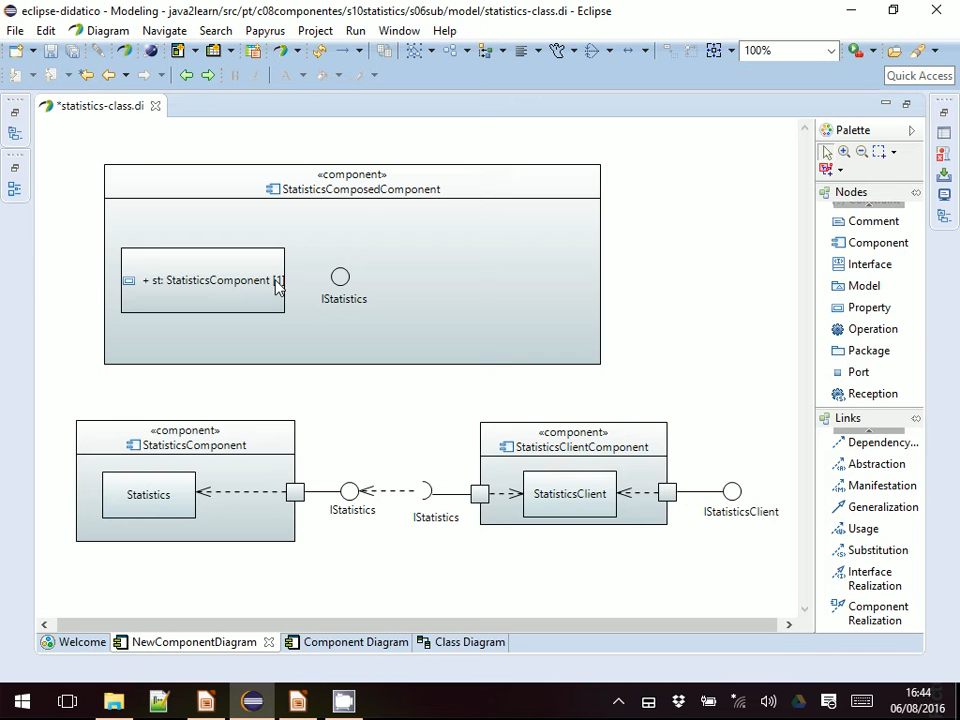 eclipse-didatico - Modeling - java2learn/src/pt/c08componentes/s10statistics/s06sub/model/statistics-class.di - Eclipse
File Edit Diagram Navigate Search Papyrus Project Run Window Help
100%
B I A
Quick Access
*statistics-class.di
Palette
«component»
StatisticsComposedComponent
Nodes
Comment
Component
Interface
Model
Property
Operation
Package
Port
Reception
+ st: StatisticsComponent [1]
IStatistics
Links
Dependency...
Abstraction
Manifestation
Generalization
Usage
Substitution
Interface
Realization
Component
Realization
«component»
StatisticsComponent
Statistics
IStatistics
IStatistics
«component»
StatisticsClientComponent
StatisticsClient
IStatisticsClient
Welcome NewComponentDiagram Component Diagram Class Diagram
16:44
06/08/2016